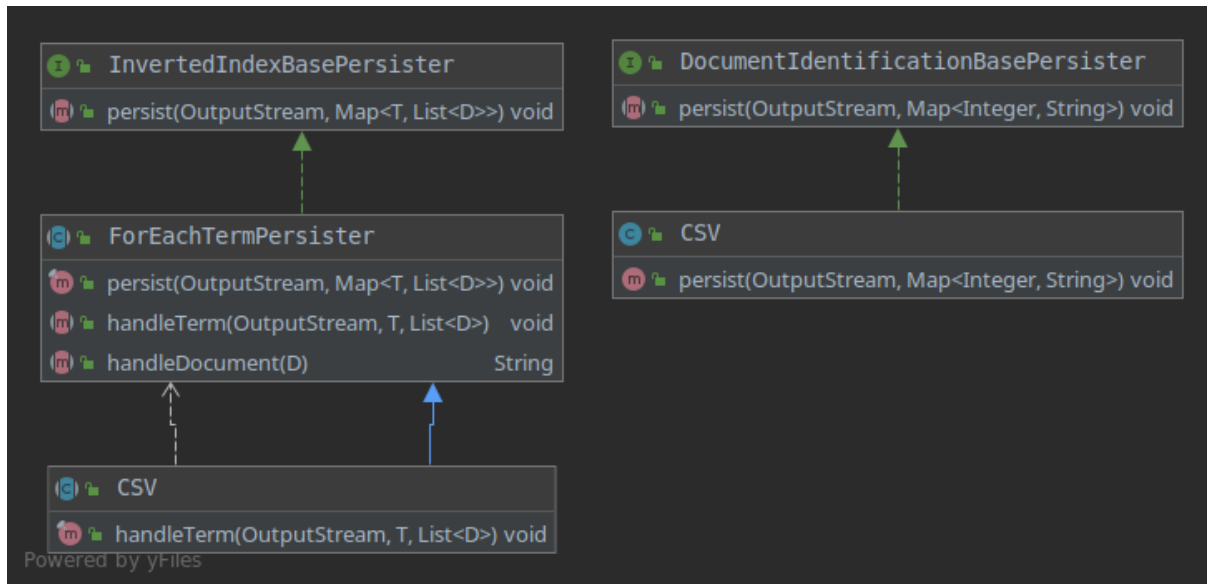 InvertedIndexBasePersister
persist(OutputStream, Map<T, List<D>>) void
ForEachTermPersister
persist(OutputStream, Map<T, List<D>>) void
handleTerm(OutputStream, T, List<D>) void
handleDocument(D) String
CSV
handleTerm(OutputStream, T, List<D>) void
DocumentIdentificationBasePersister
persist(OutputStream, Map<Integer, String>) void
CSV
persist(OutputStream, Map<Integer, String>) void
Powered by yFiles